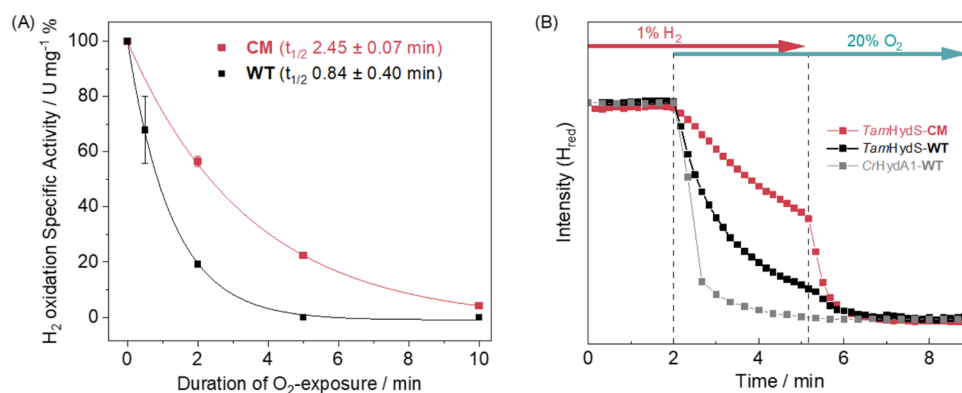 (A)
H₂ oxidation Specific Activity / U mg⁻¹ %
100
80
60
40
20
0
CM (t₁/₂ 2.45 ± 0.07 min)
WT (t₁/₂ 0.84 ± 0.40 min)
0 2 4 6 8 10
Duration of O₂-exposure / min
(B)
1% H₂
20% O₂
Intensity (H_red)
TamHydS-CM
TamHydS-WT
CrHydA1-WT
0 2 4 6 8
Time / min